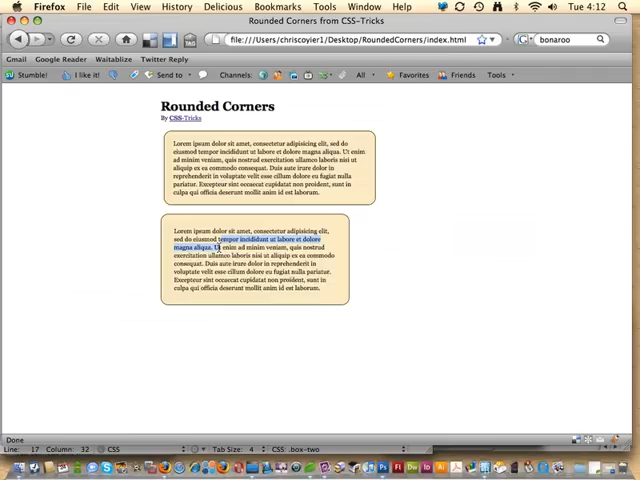 Firefox File Edit View History Delicious Bookmarks Tools Window Help Tue 4:12
Rounded Corners from CSS-Tricks
file:///Users/chriscoyier1/Desktop/RoundedCorners/index.html bonaroo
Gmail Google Reader Waitablize Twitter Reply
Stumble! I like it! Send to Channels: All Favorites Friends Tools
Rounded Corners
By CSS-Tricks
Lorem ipsum dolor sit amet, consectetur adipisicing elit,
sed do eiusmod tempor incididunt ut labore et dolore magna aliqua. Ut enim
ad minim veniam, quis nostrud exercitation ullamco laboris nisi ut
aliquip ex ea commodo consequat. Duis aute irure dolor in
reprehenderit in voluptate velit esse cillum dolore eu fugiat nulla
pariatur. Excepteur sint occaecat cupidatat non proident, sunt in
culpa qui officia deserunt mollit anim id est laborum.
Lorem ipsum dolor sit amet, consectetur adipisicing elit,
sed do eiusmod tempor incididunt ut labore et dolore
magna aliqua. Ut enim ad minim veniam, quis nostrud
exercitation ullamco laboris nisi ut aliquip ex ea commodo
consequat. Duis aute irure dolor in reprehenderit in
voluptate velit esse cillum dolore eu fugiat nulla pariatur.
Excepteur sint occaecat cupidatat non proident, sunt in
culpa qui officia deserunt mollit anim id est laborum.
Done
Line: 17 Column: 32 CSS Tab Size: 4 CSS: .box-two